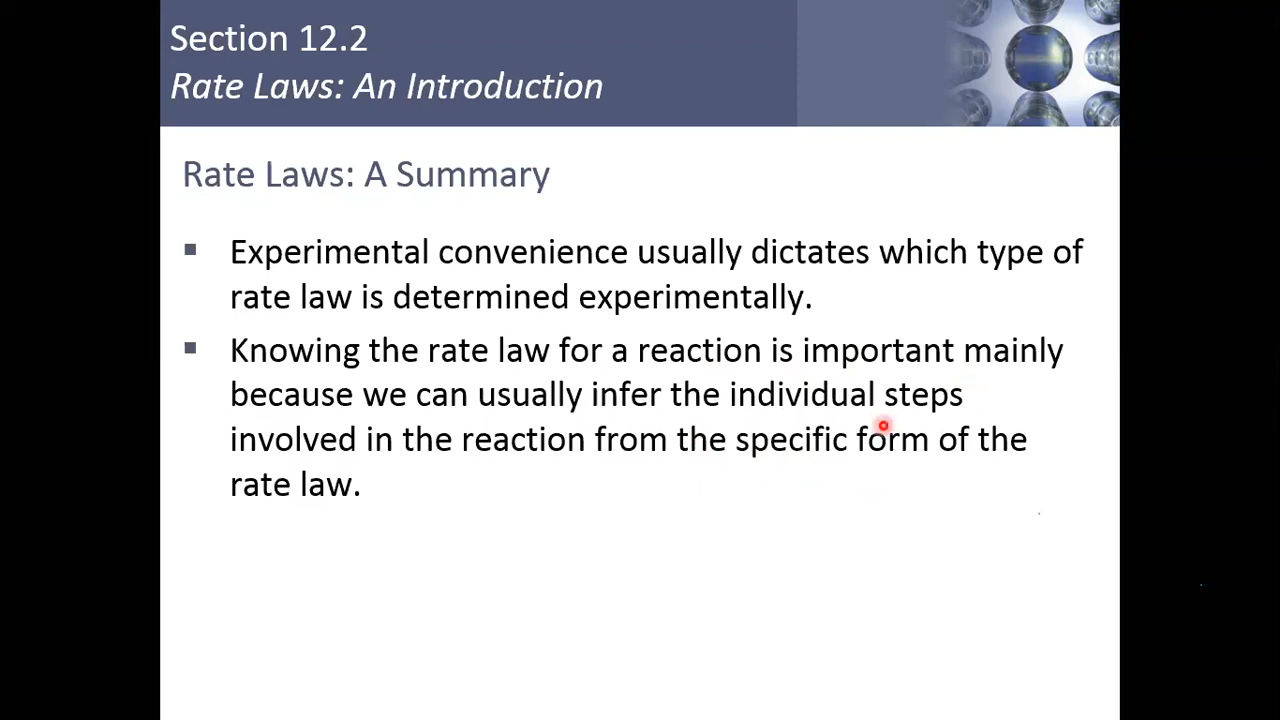 Section 12.2
Rate Laws: An Introduction
Rate Laws: A Summary
Experimental convenience usually dictates which type of
rate law is determined experimentally.
Knowing the rate law for a reaction is important mainly
because we can usually infer the individual steps
involved in the reaction from the specific form of the
rate law.